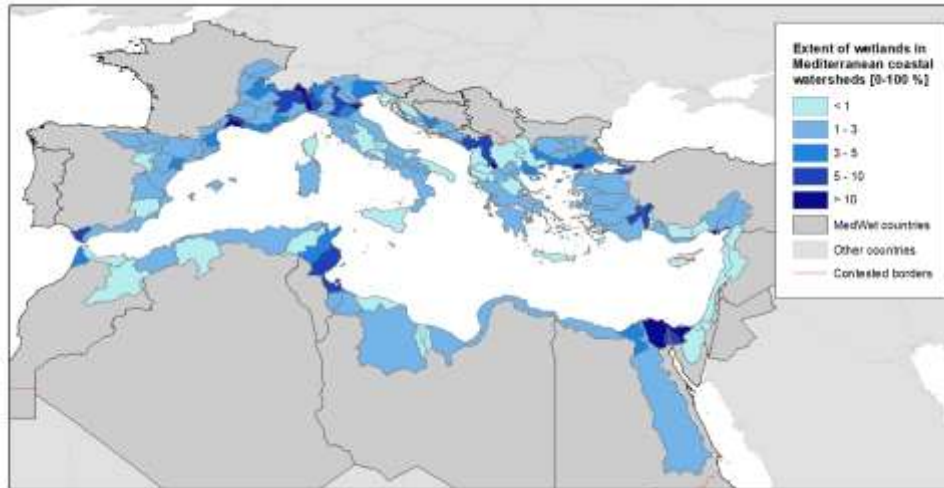 Extent of wetlands in
Mediterranean coastal
watersheds [0-100 %]
< 1
1 - 3
3 - 5
5 - 10
> 10
MedWet countries
Other countries
Contested borders